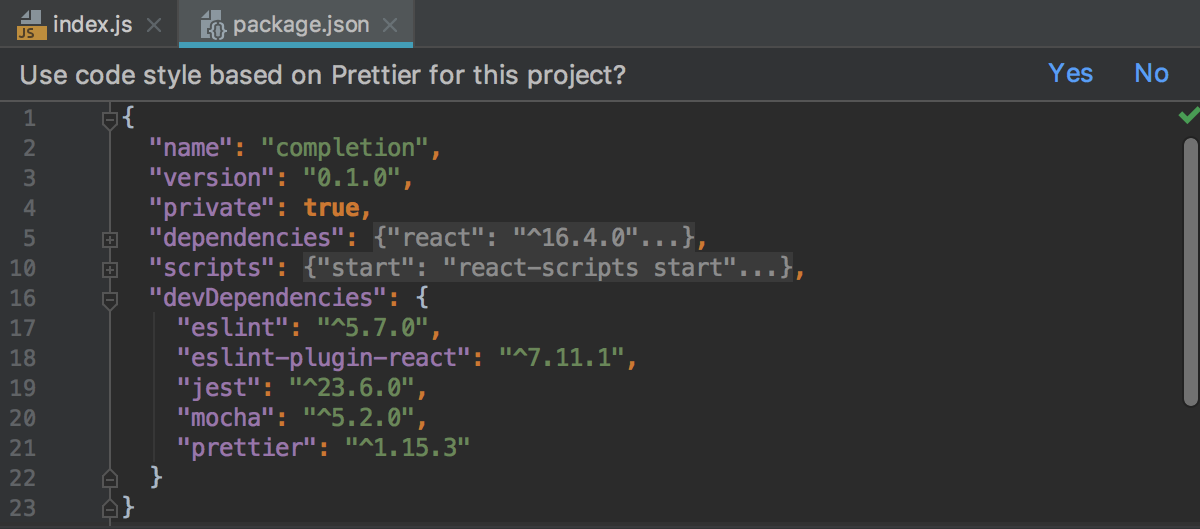 index.js
package.json
Use code style based on Prettier for this project? Yes No
1 {
2 "name": "completion",
3 "version": "0.1.0",
4 "private": true,
5 "dependencies": {"react": "^16.4.0"...},
10 "scripts": {"start": "react-scripts start"...},
16 "devDependencies": {
17 "eslint": "^5.7.0",
18 "eslint-plugin-react": "^7.11.1",
19 "jest": "^23.6.0",
20 "mocha": "^5.2.0",
21 "prettier": "^1.15.3"
22 }
23 }